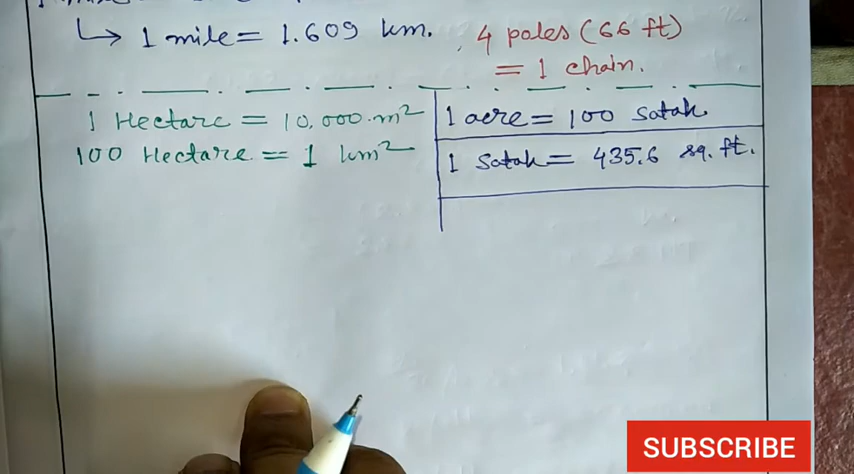 ↳ 1 mile = 1.609 km.
4 poles (66 ft)
= 1 chain.
1 Hectare = 10,000 m²
100 Hectare = 1 km²
1 acre = 100 Satak
1 Satak = 435.6 sq. ft.
SUBSCRIBE